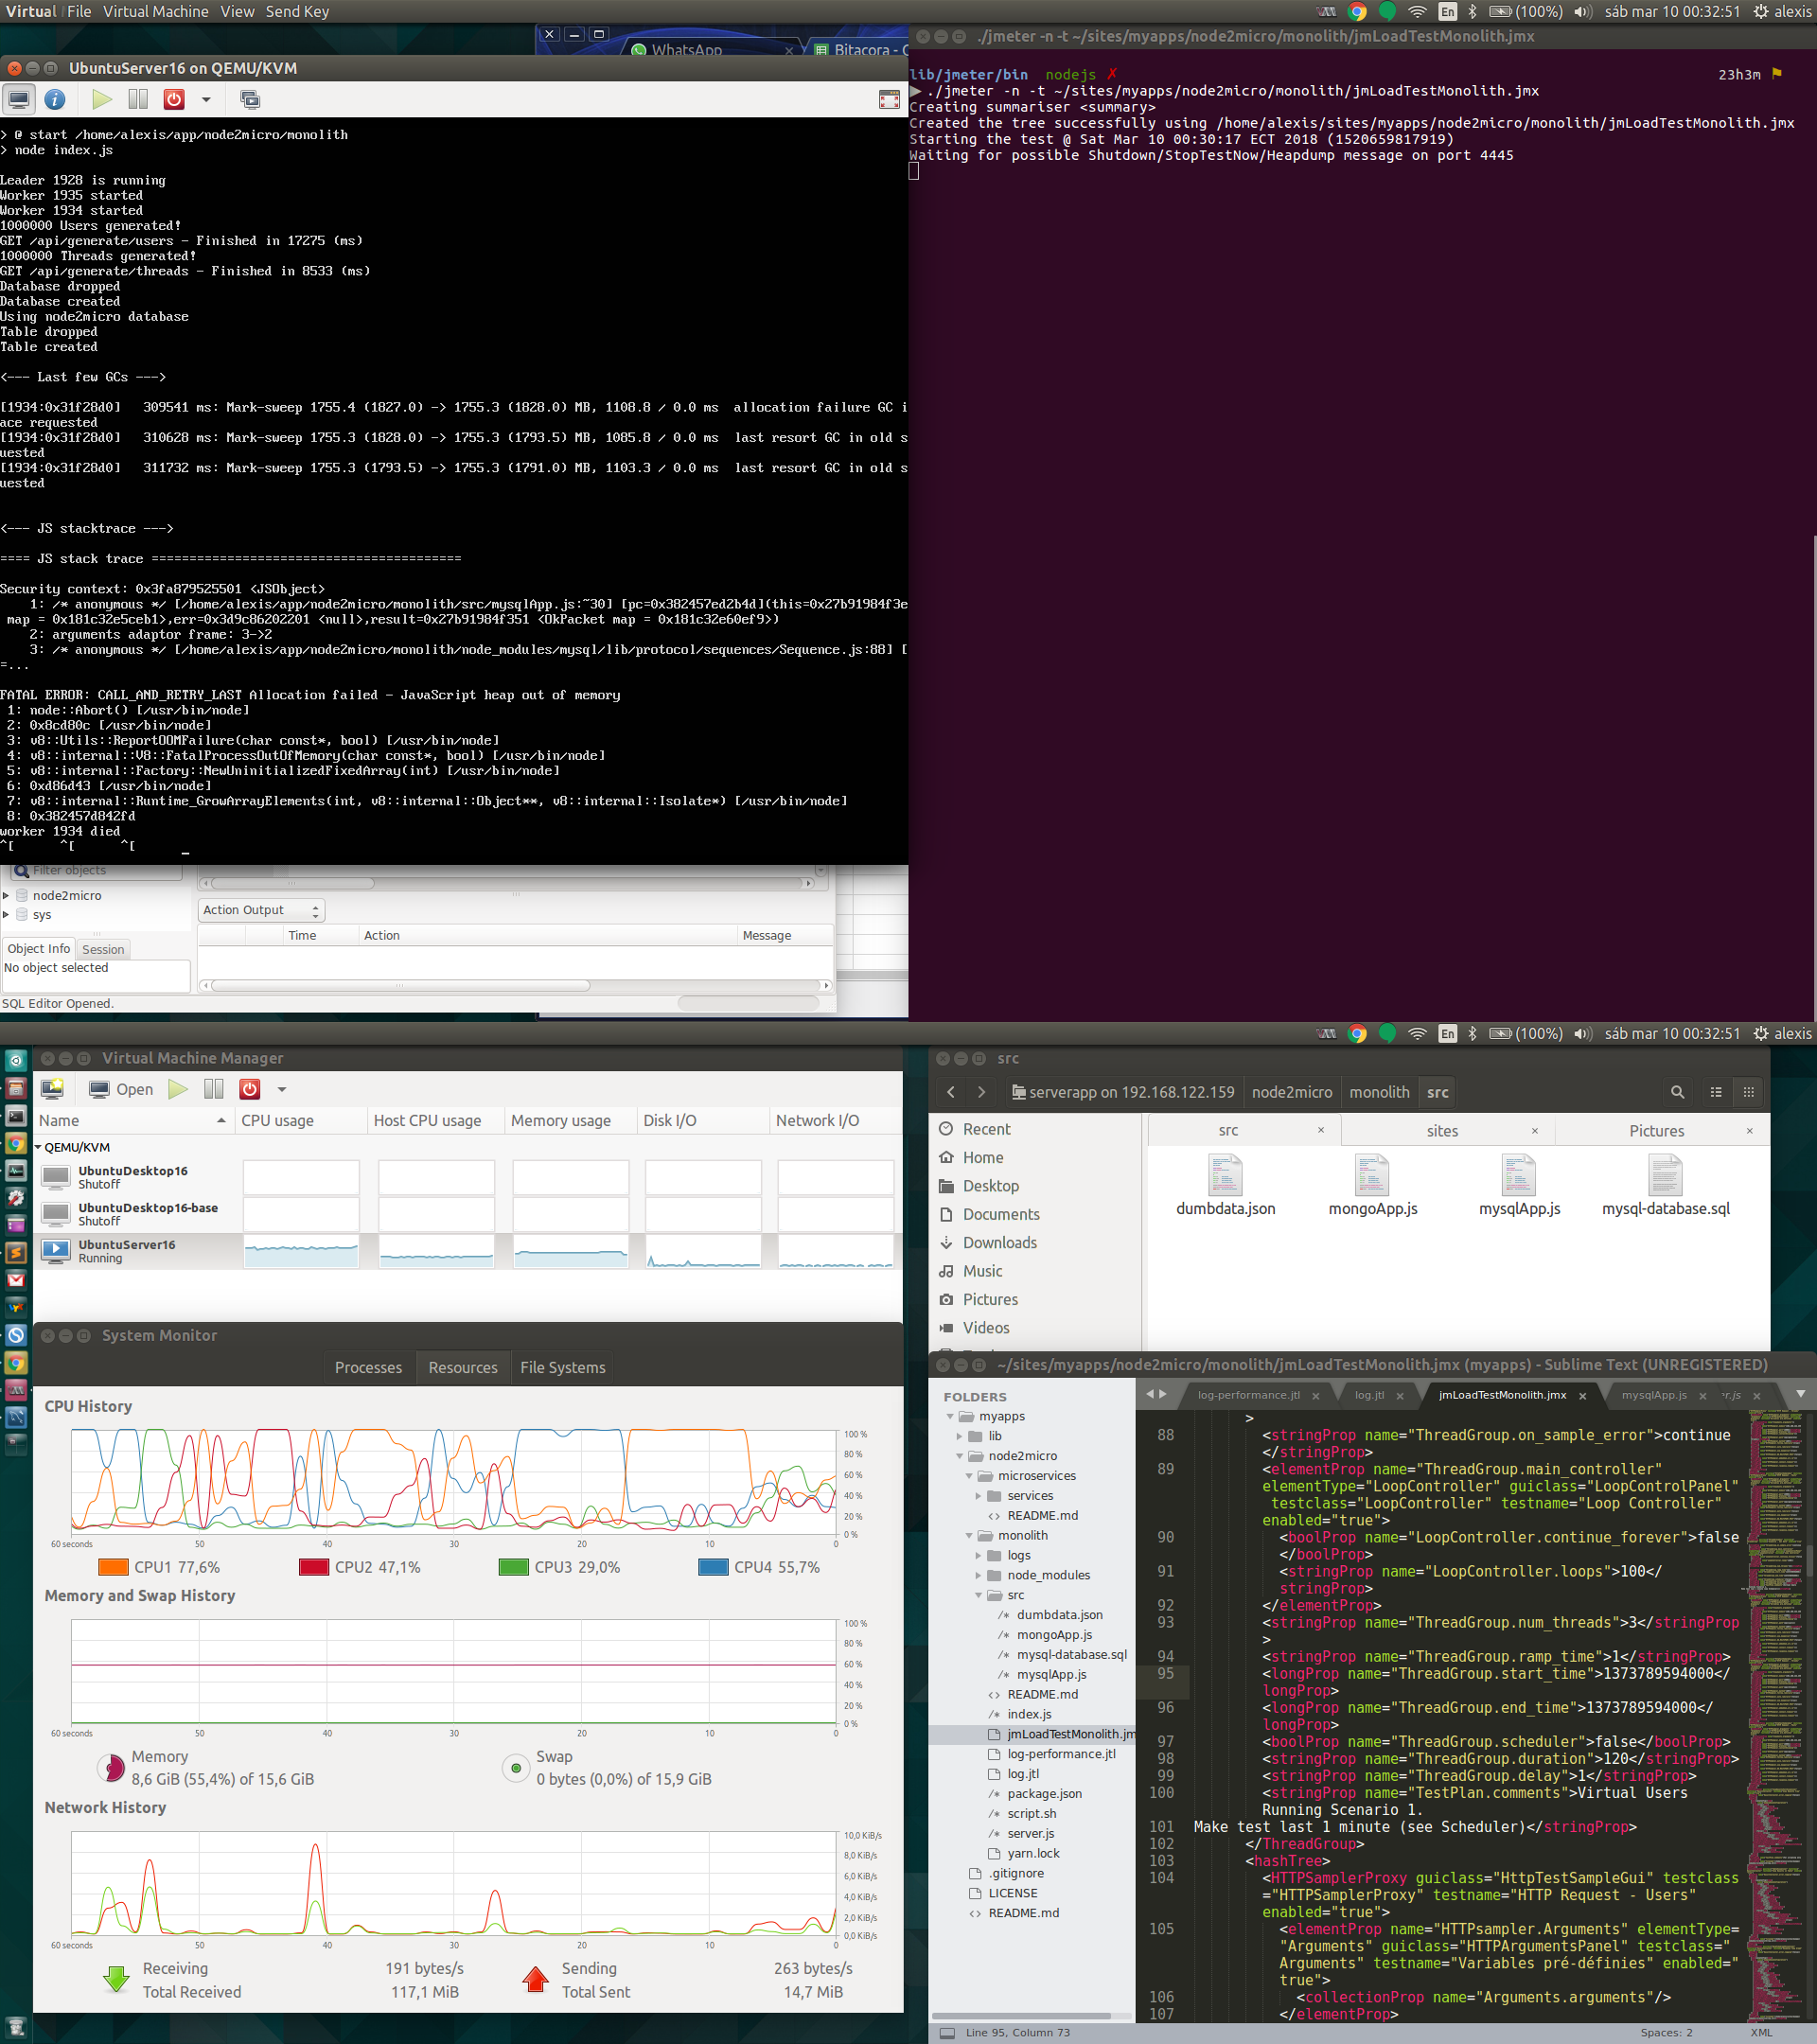 Virtual File Virtual Machine View Send Key
En (100%) sáb mar 10 00:32:51 alexis
WhatsApp
Bitacora - 
UbuntuServer16 on QEMU/KVM
> @ start /home/alexis/app/node2micro/monolith
> node index.js
Leader 1928 is running
Worker 1935 started
Worker 1934 started
1000000 Users generated!
GET /api/generate/users - Finished in 17275 (ms)
1000000 Threads generated!
GET /api/generate/threads - Finished in 8533 (ms)
Database dropped
Database created
Using node2micro database
Table dropped
Table created
<--- Last few GCs --->
[1934:0x31f28d0] 309541 ms: Mark-sweep 1755.4 (1827.0) -> 1755.3 (1828.0) MB, 1108.8 / 0.0 ms allocation failure GC i
ace requested
[1934:0x31f28d0] 310628 ms: Mark-sweep 1755.3 (1828.0) -> 1755.3 (1793.5) MB, 1085.8 / 0.0 ms last resort GC in old s
uested
[1934:0x31f28d0] 311732 ms: Mark-sweep 1755.3 (1793.5) -> 1755.3 (1791.0) MB, 1103.3 / 0.0 ms last resort GC in old s
uested
<--- JS stacktrace --->
==== JS stack trace =========================================
Security context: 0x3fa879525501 <JSObject>
1: /* anonymous */ [/home/alexis/app/node2micro/monolith/src/mysqlApp.js:~30] [pc=0x382457ed2b4d](this=0x27b91984f3e
map = 0x181c32e5ceb1>,err=0x3d9c86202201 <null>,result=0x27b91984f351 <OkPacket map = 0x181c32e60ef9>)
2: arguments adaptor frame: 3->2
3: /* anonymous */ [/home/alexis/app/node2micro/monolith/node_modules/mysql/lib/protocol/sequences/Sequence.js:88] [
=...
FATAL ERROR: CALL_AND_RETRY_LAST Allocation failed - JavaScript heap out of memory
1: node::Abort() [/usr/bin/node]
2: 0x8cd80c [/usr/bin/node]
3: v8::Utils::ReportOOMFailure(char const*, bool) [/usr/bin/node]
4: v8::internal::V8::FatalProcessOutOfMemory(char const*, bool) [/usr/bin/node]
5: v8::internal::Factory::NewUninitializedFixedArray(int) [/usr/bin/node]
6: 0xd86d43 [/usr/bin/node]
7: v8::internal::Runtime_GrowArrayElements(int, v8::internal::Object**, v8::internal::Isolate*) [/usr/bin/node]
8: 0x382457d842fd
worker 1934 died
^[ ^[ ^[ _
Filter objects
node2micro
sys
Action Output
Time Action Message
Object Info Session
No object selected
SQL Editor Opened.
./jmeter -n -t ~/sites/myapps/node2micro/monolith/jmLoadTestMonolith.jmx
lib/jmeter/bin nodejs ✗ 23h3m
./jmeter -n -t ~/sites/myapps/node2micro/monolith/jmLoadTestMonolith.jmx
Creating summariser <summary>
Created the tree successfully using /home/alexis/sites/myapps/node2micro/monolith/jmLoadTestMonolith.jmx
Starting the test @ Sat Mar 10 00:30:17 ECT 2018 (1520659817919)
Waiting for possible Shutdown/StopTestNow/Heapdump message on port 4445
En (100%) sáb mar 10 00:32:51 alexis
Virtual Machine Manager
Open
Name CPU usage Host CPU usage Memory usage Disk I/O Network I/O
QEMU/KVM
UbuntuDesktop16
Shutoff
UbuntuDesktop16-base
Shutoff
UbuntuServer16
Running
System Monitor
Processes Resources File Systems
CPU History
100 %
80 %
60 %
40 %
20 %
0 %
60 seconds 50 40 30 20 10 0
CPU1 77,6% CPU2 47,1% CPU3 29,0% CPU4 55,7%
Memory and Swap History
100 %
80 %
60 %
40 %
20 %
0 %
60 seconds 50 40 30 20 10 0
Memory
8,6 GiB (55,4%) of 15,6 GiB
Swap
0 bytes (0,0%) of 15,9 GiB
Network History
10,0 KiB/s
8,0 KiB/s
6,0 KiB/s
4,0 KiB/s
2,0 KiB/s
0,0 KiB/s
60 seconds 50 40 30 20 10 0
Receiving 191 bytes/s
Total Received 117,1 MiB
Sending 263 bytes/s
Total Sent 14,7 MiB
src
serverapp on 192.168.122.159 node2micro monolith src
Recent
Home
Desktop
Documents
Downloads
Music
Pictures
Videos
src × sites × Pictures ×
dumbdata.json mongoApp.js mysqlApp.js mysql-database.sql
~/sites/myapps/node2micro/monolith/jmLoadTestMonolith.jmx (myapps) - Sublime Text (UNREGISTERED)
FOLDERS
myapps
lib
node2micro
microservices
services
README.md
monolith
logs
node_modules
src
dumbdata.json
mongoApp.js
mysql-database.sql
mysqlApp.js
README.md
index.js
jmLoadTestMonolith.jm
log-performance.jtl
log.jtl
package.json
script.sh
server.js
yarn.lock
.gitignore
LICENSE
README.md
log-performance.jtl × log.jtl × jmLoadTestMonolith.jmx × mysqlApp.js × r.js ×
>
88 <stringProp name="ThreadGroup.on_sample_error">continue
</stringProp>
89 <elementProp name="ThreadGroup.main_controller"
elementType="LoopController" guiclass="LoopControlPanel"
testclass="LoopController" testname="Loop Controller"
enabled="true">
90 <boolProp name="LoopController.continue_forever">false
</boolProp>
91 <stringProp name="LoopController.loops">100</
stringProp>
92 </elementProp>
93 <stringProp name="ThreadGroup.num_threads">3</stringProp
>
94 <stringProp name="ThreadGroup.ramp_time">1</stringProp>
95 <longProp name="ThreadGroup.start_time">1373789594000</
longProp>
96 <longProp name="ThreadGroup.end_time">1373789594000</
longProp>
97 <boolProp name="ThreadGroup.scheduler">false</boolProp>
98 <stringProp name="ThreadGroup.duration">120</stringProp>
99 <stringProp name="ThreadGroup.delay">1</stringProp>
100 <stringProp name="TestPlan.comments">Virtual Users
Running Scenario 1.
101 Make test last 1 minute (see Scheduler)</stringProp>
102 </ThreadGroup>
103 <hashTree>
104 <HTTPSamplerProxy guiclass="HttpTestSampleGui" testclass
="HTTPSamplerProxy" testname="HTTP Request - Users"
enabled="true">
105 <elementProp name="HTTPsampler.Arguments" elementType=
"Arguments" guiclass="HTTPArgumentsPanel" testclass="
Arguments" testname="Variables pré-définies" enabled="
true">
106 <collectionProp name="Arguments.arguments"/>
107 </elementProp>
Line 95, Column 73 Spaces: 2 XML